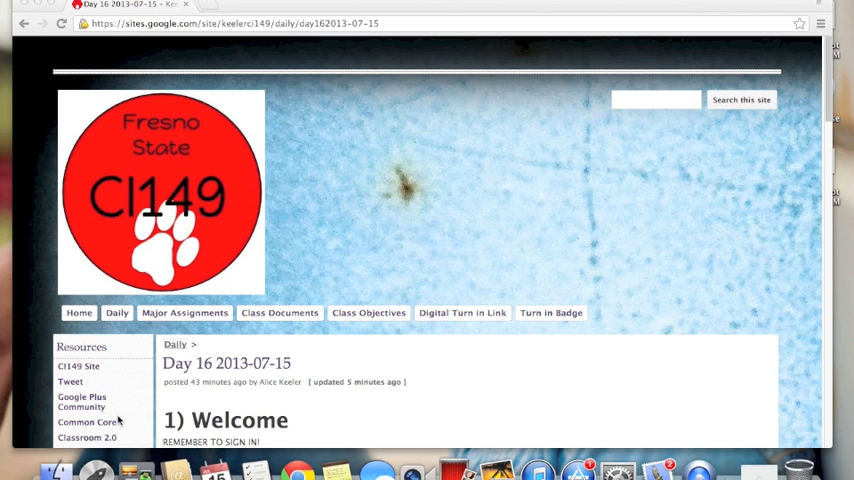 Day 16 2013-07-15 – Kee
https://sites.google.com/site/keelerci149/daily/day162013-07-15
Fresno
State
CI149
Search this site
Home
Daily
Major Assignments
Class Documents
Class Objectives
Digital Turn in Link
Turn in Badge
Resources
CI149 Site
Tweet
Google Plus
Community
Common Core
Classroom 2.0
Daily >
Day 16 2013-07-15
posted 43 minutes ago by Alice Keeler [ updated 5 minutes ago ]
1) Welcome
REMEMBER TO SIGN IN!
15
1
2